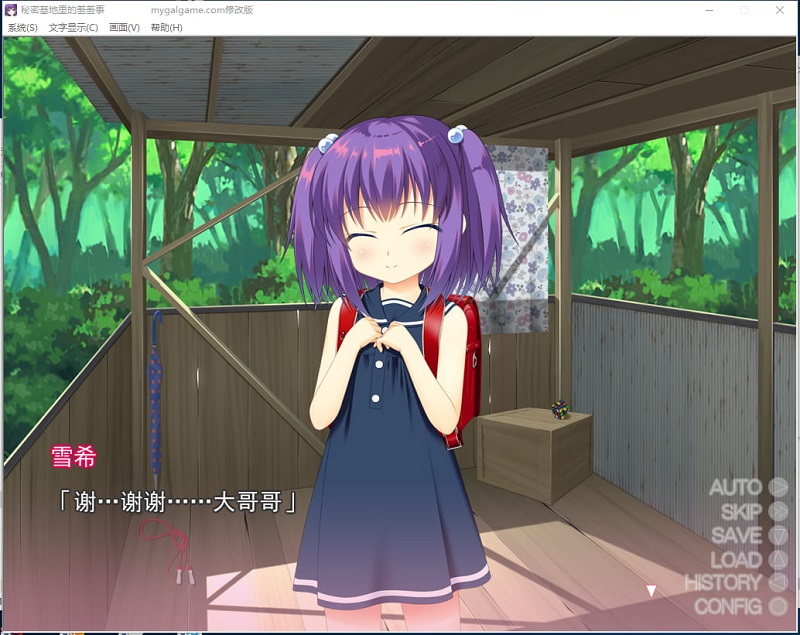 秘密基地里的羞羞事 mygalgame.com修改版
系统(S) 文字显示(C) 画面(V) 帮助(H)
雪希
「谢…谢谢……大哥哥」
AUTO
SKIP
SAVE
LOAD
HISTORY
CONFIG